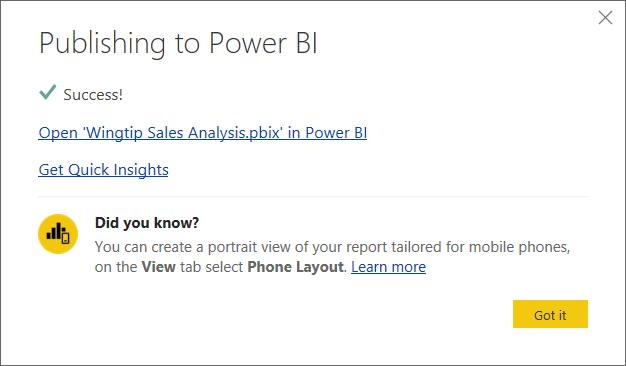 Publishing to Power BI
Success!
Open 'Wingtip Sales Analysis.pbix' in Power BI
Get Quick Insights
Did you know?
You can create a portrait view of your report tailored for mobile phones,
on the View tab select Phone Layout. Learn more
Got it